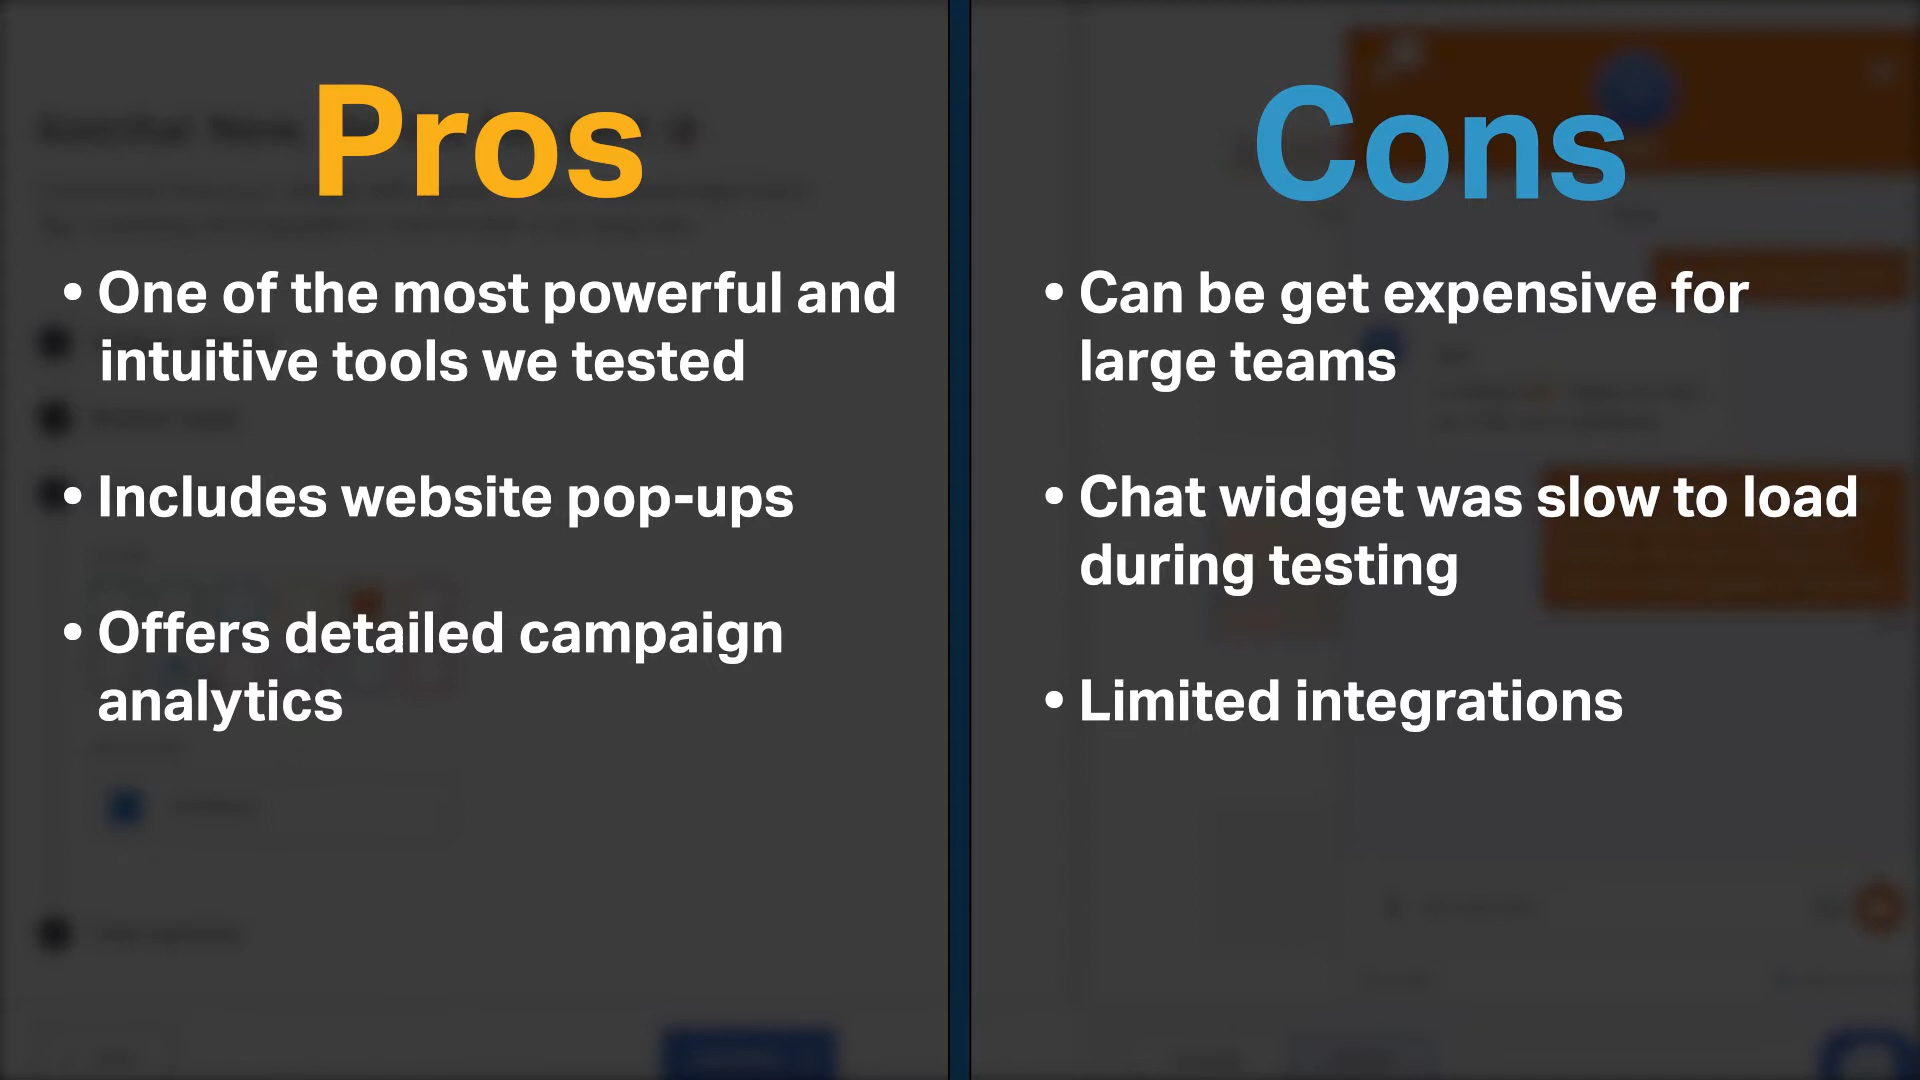 Pros
• One of the most powerful and
intuitive tools we tested
• Includes website pop-ups
• Offers detailed campaign
analytics
Cons
• Can be get expensive for
large teams
• Chat widget was slow to load
during testing
• Limited integrations